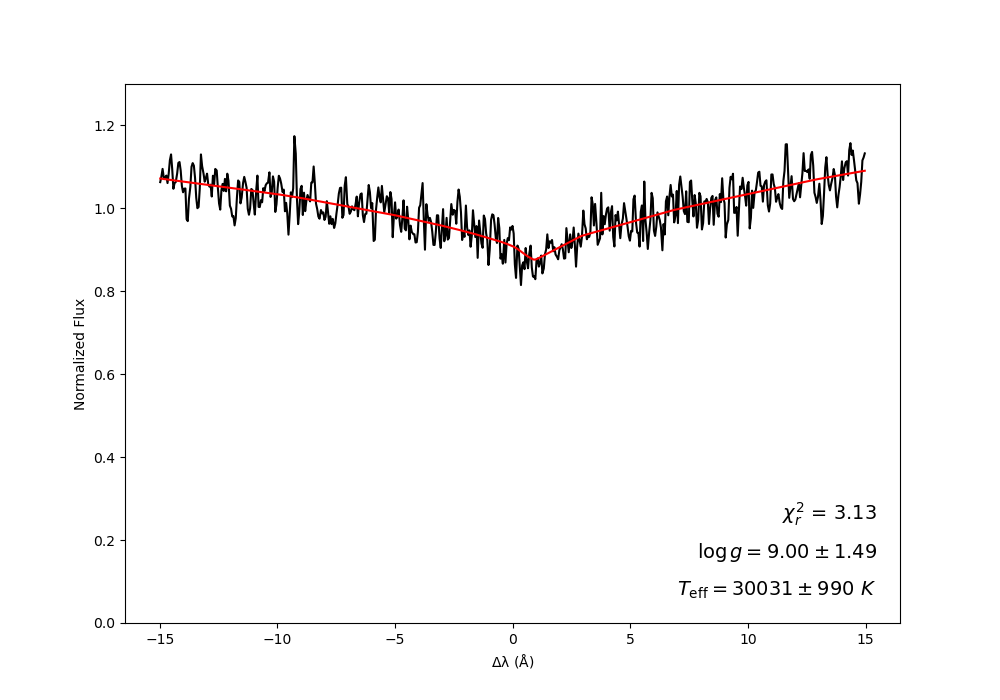 1.2
1.0
0.8
0.6
0.4
0.2
0.0
Normalized Flux
χ²ᵣ = 3.13
log g = 9.00 ± 1.49
T_eff = 30031 ± 990 K
−15 −10 −5 0 5 10 15
Δλ (Å)